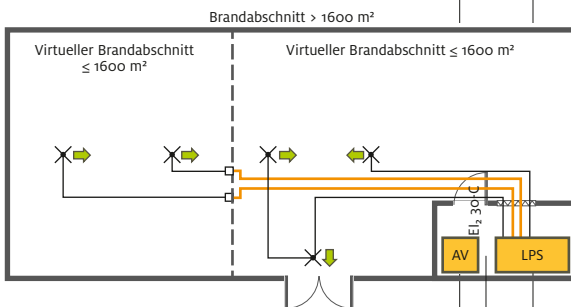 Brandabschnitt > 1600 m²
Virtueller Brandabschnitt
≤ 1600 m²
Virtueller Brandabschnitt ≤ 1600 m²
EI₂ 30-C
AV
LPS